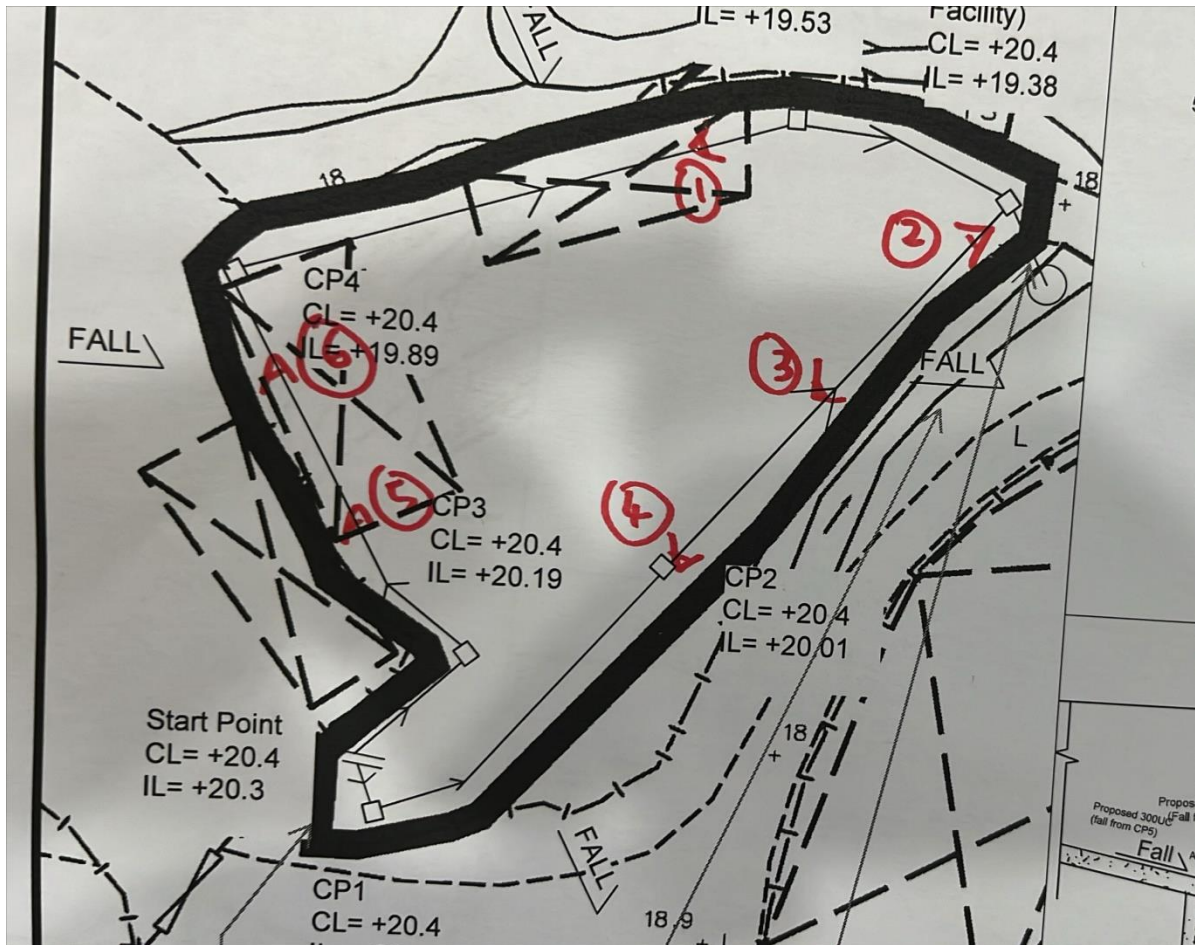 IL= +19.53
Facility)
CL= +20.4
IL= +19.38
FALL
18
18
①
②
CP4
CL= +20.4
IL= +19.89
⑥
FALL
③
FALL
L
⑤
④
CP3
CL= +20.4
IL= +20.19
CP2
CL= +20.4
IL= +20.01
Start Point
CL= +20.4
IL= +20.3
18
Proposed 300UC
(fall from CP5)
Fall
FALL
CP1
CL= +20.4
18.9